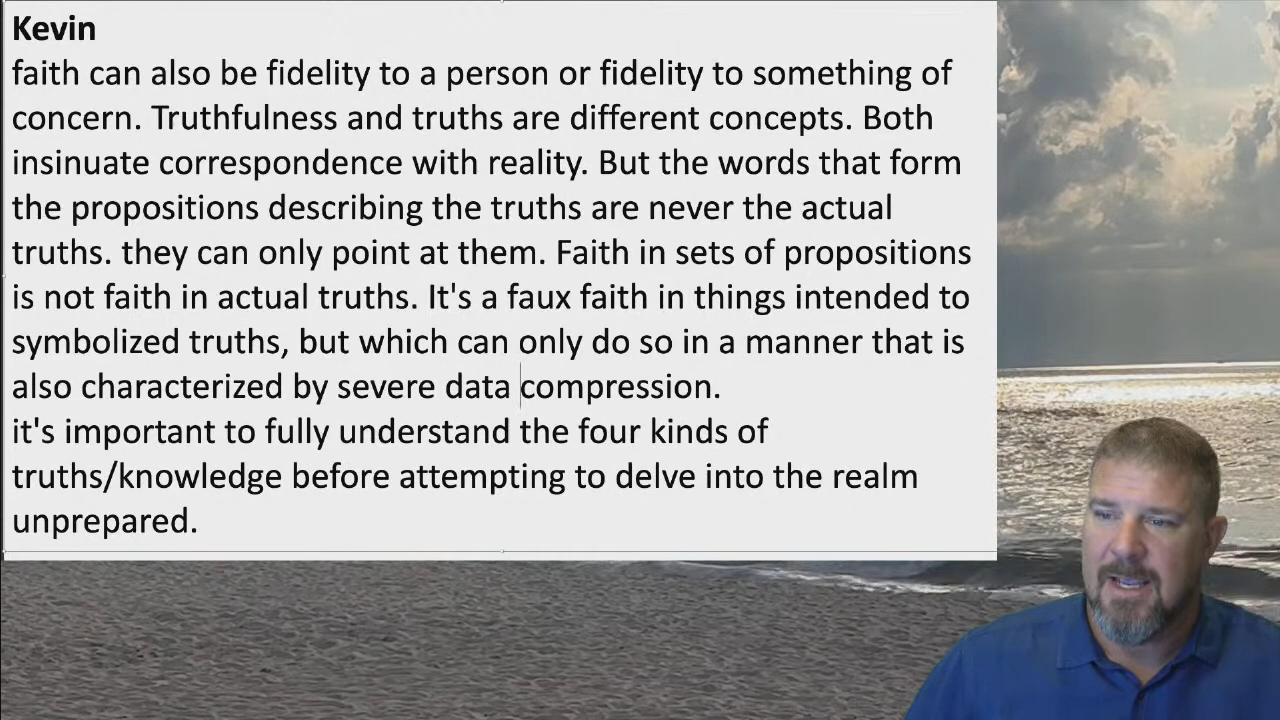 Kevin
faith can also be fidelity to a person or fidelity to something of
concern. Truthfulness and truths are different concepts. Both
insinuate correspondence with reality. But the words that form
the propositions describing the truths are never the actual
truths. they can only point at them. Faith in sets of propositions
is not faith in actual truths. It's a faux faith in things intended to
symbolized truths, but which can only do so in a manner that is
also characterized by severe data compression.
it's important to fully understand the four kinds of
truths/knowledge before attempting to delve into the realm
unprepared.